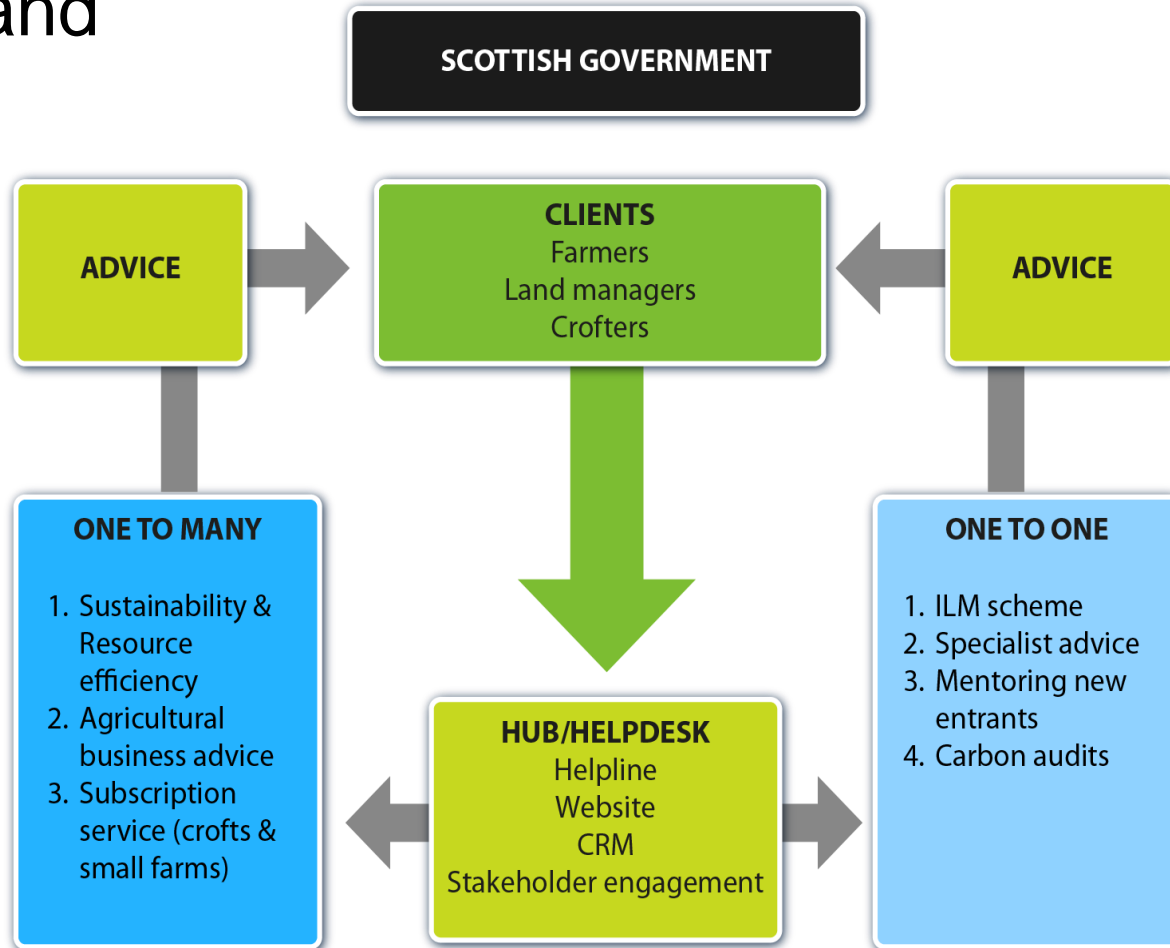 and
SCOTTISH GOVERNMENT
ADVICE
CLIENTS
Farmers
Land managers
Crofters
ADVICE
ONE TO MANY
1. Sustainability &
Resource
efficiency
2. Agricultural
business advice
3. Subscription
service (crofts &
small farms)
HUB/HELPDESK
Helpline
Website
CRM
Stakeholder engagement
ONE TO ONE
1. ILM scheme
2. Specialist advice
3. Mentoring new
entrants
4. Carbon audits